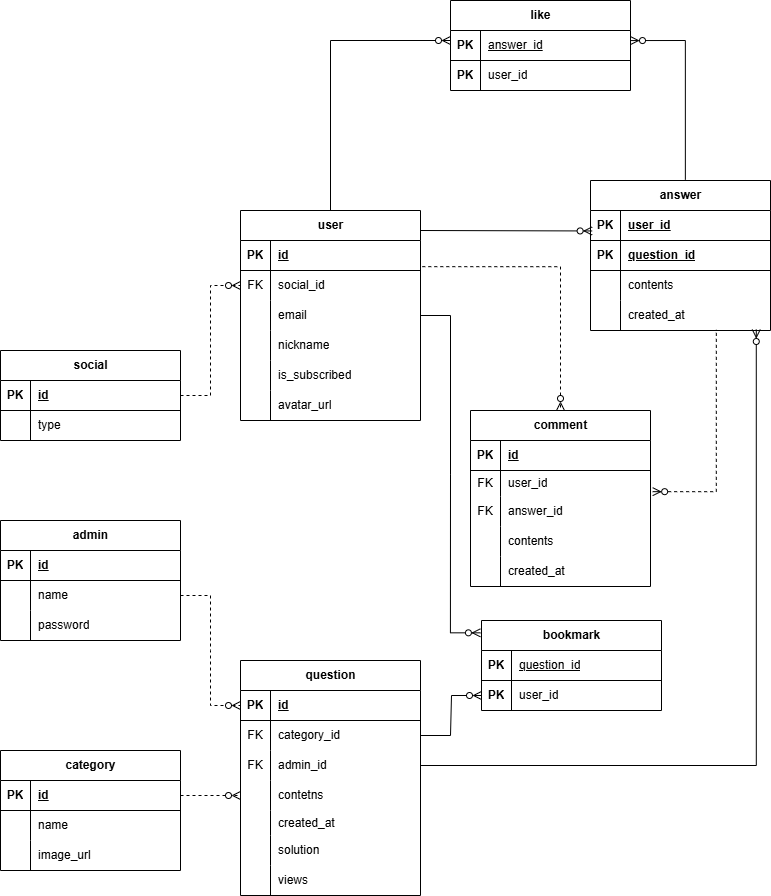 like
PK answer_id
PK user_id
answer
PK user_id
PK question_id
contents
created_at
user
PK id
FK social_id
email
nickname
is_subscribed
avatar_url
social
PK id
type
comment
PK id
FK user_id
FK answer_id
contents
created_at
admin
PK id
name
password
bookmark
PK question_id
PK user_id
question
PK id
FK category_id
FK admin_id
contetns
created_at
solution
views
category
PK id
name
image_url